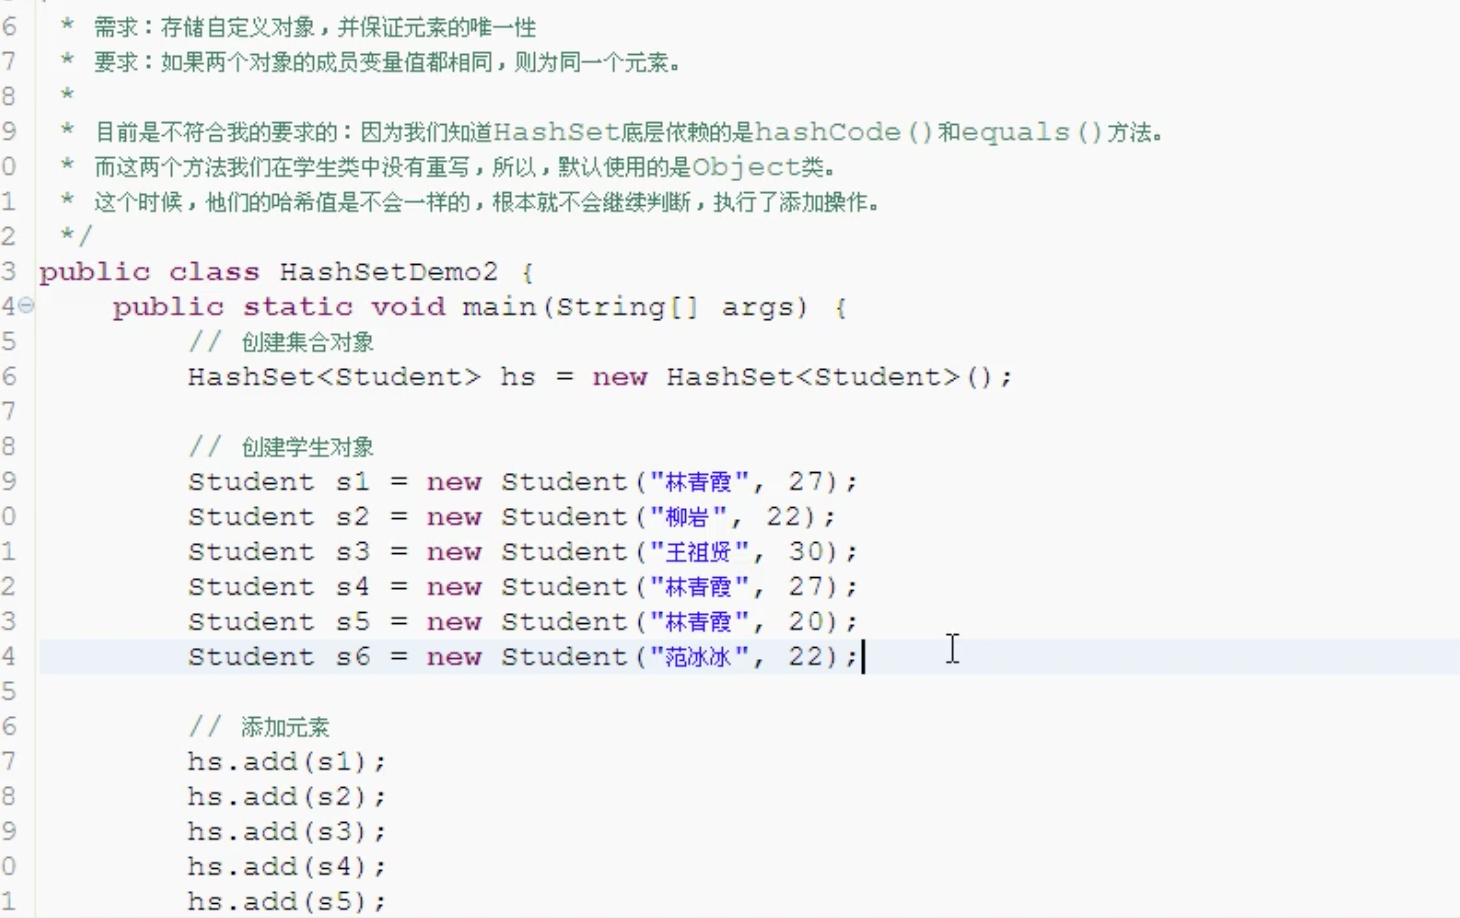 6 * 需求：存储自定义对象，并保证元素的唯一性
7 * 要求：如果两个对象的成员变量值都相同，则为同一个元素。
8 *
9 * 目前是不符合我的要求的：因为我们知道HashSet底层依赖的是hashCode()和equals()方法。
0 * 而这两个方法我们在学生类中没有重写，所以，默认使用的是Object类。
1 * 这个时候，他们的哈希值是不会一样的，根本就不会继续判断，执行了添加操作。
2 */
3 public class HashSetDemo2 {
4 public static void main(String[] args) {
5 // 创建集合对象
6 HashSet<Student> hs = new HashSet<Student>();
7
8 // 创建学生对象
9 Student s1 = new Student("林青霞", 27);
0 Student s2 = new Student("柳岩", 22);
1 Student s3 = new Student("王祖贤", 30);
2 Student s4 = new Student("林青霞", 27);
3 Student s5 = new Student("林青霞", 20);
4 Student s6 = new Student("范冰冰", 22);
5
6 // 添加元素
7 hs.add(s1);
8 hs.add(s2);
9 hs.add(s3);
0 hs.add(s4);
1 hs.add(s5);